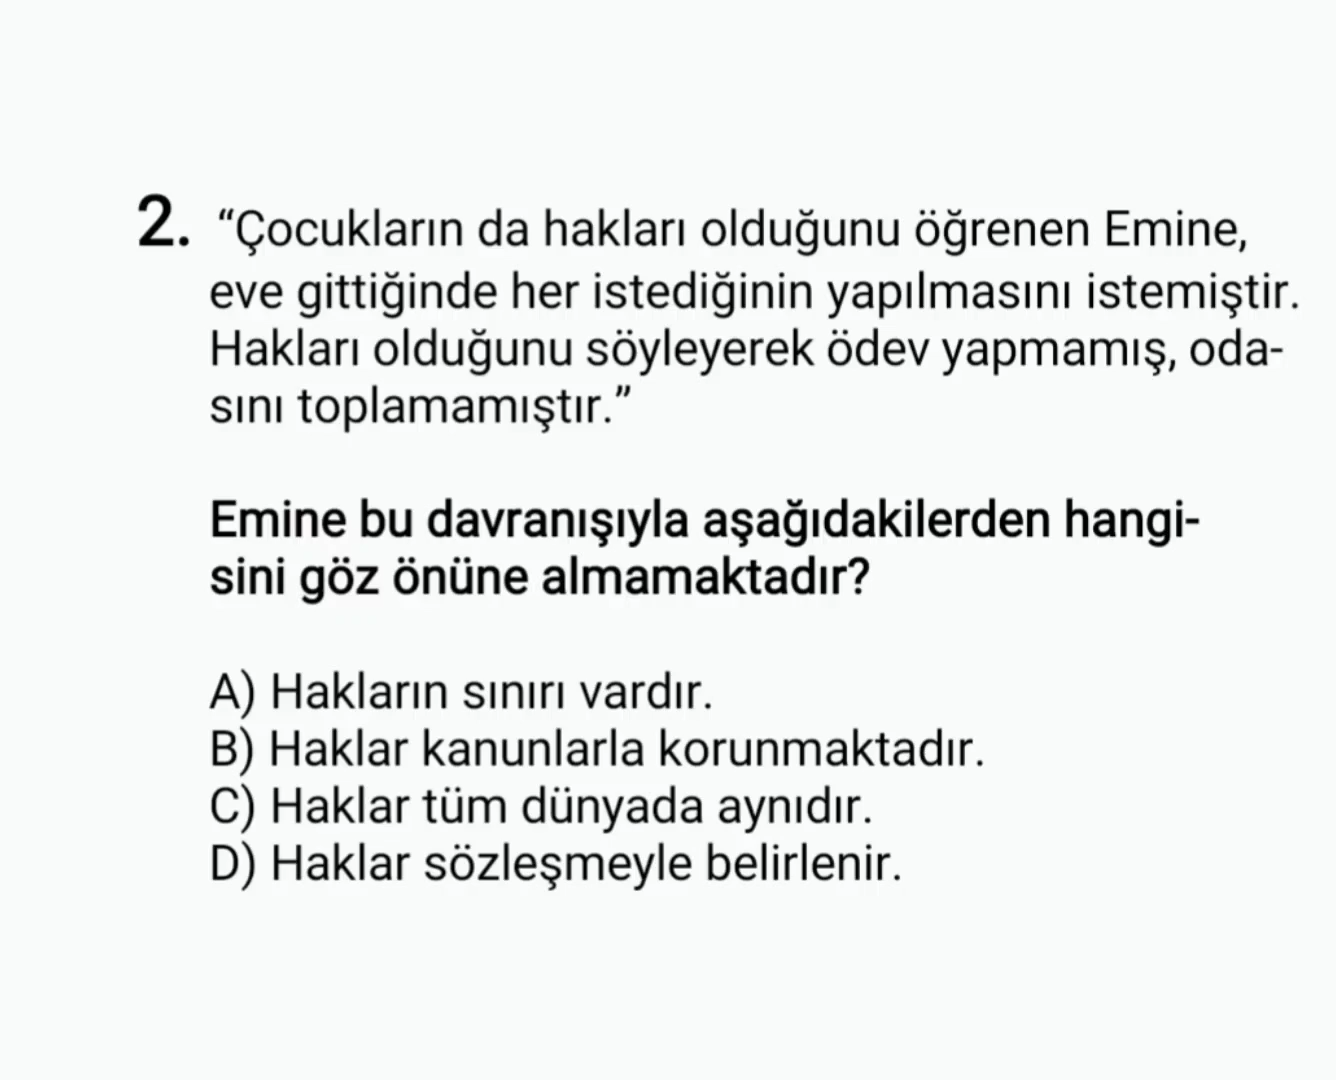 2. “Çocukların da hakları olduğunu öğrenen Emine,
eve gittiğinde her istediğinin yapılmasını istemiştir.
Hakları olduğunu söyleyerek ödev yapmamış, oda-
sını toplamamıştır.”
Emine bu davranışıyla aşağıdakilerden hangi-
sini göz önüne almamaktadır?
A) Hakların sınırı vardır.
B) Haklar kanunlarla korunmaktadır.
C) Haklar tüm dünyada aynıdır.
D) Haklar sözleşmeyle belirlenir.